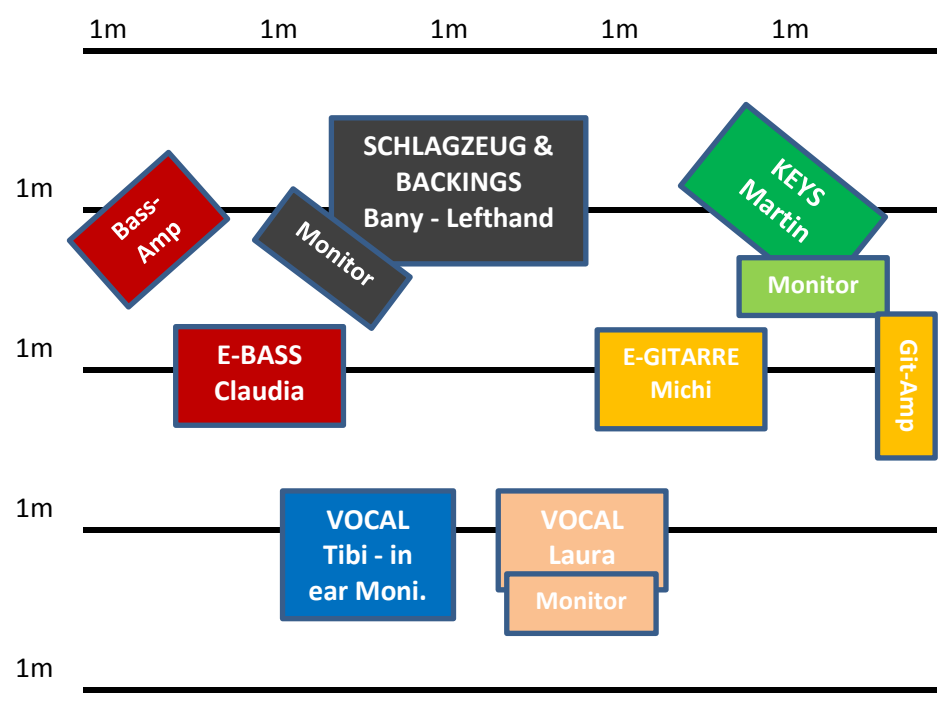 1m 1m 1m 1m 1m
SCHLAGZEUG &
BACKINGS
Bany - Lefthand
KEYS
Martin
1m
Bass-
Amp
Monitor
Monitor
1m
E-BASS
Claudia
E-GITARRE
Michi
Git-Amp
1m
VOCAL
Tibi - in
ear Moni.
VOCAL
Laura
Monitor
1m